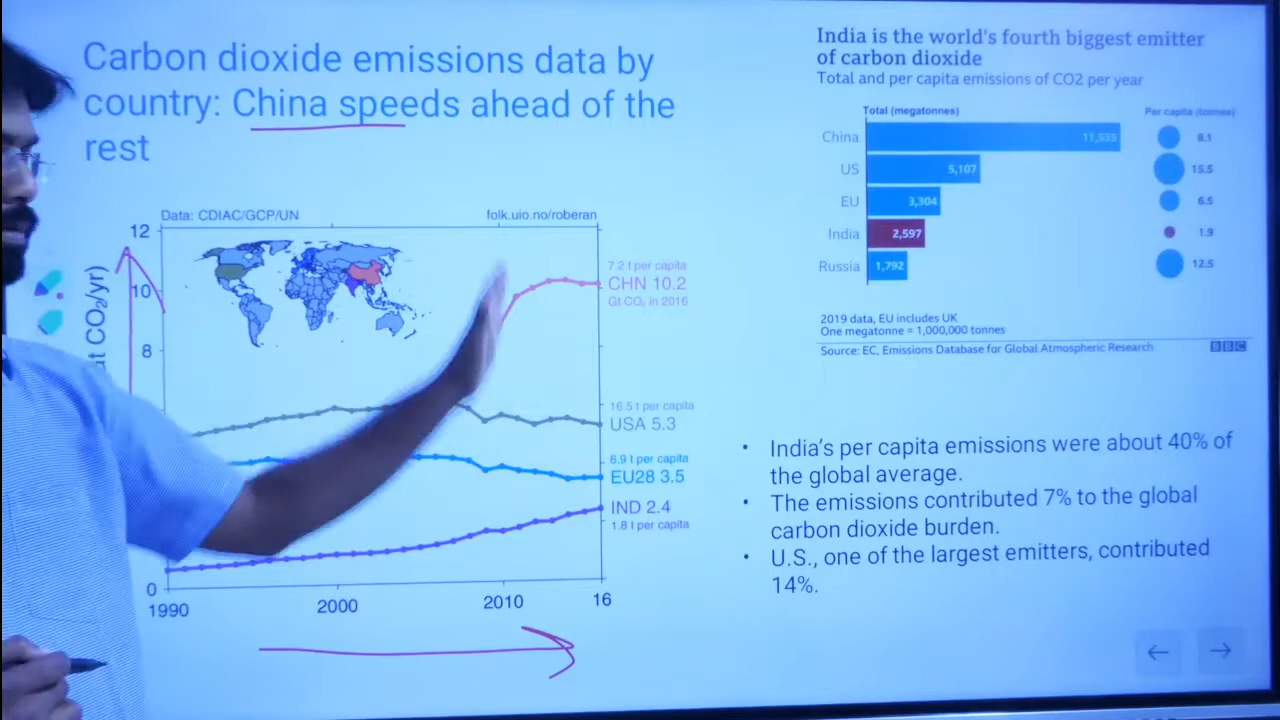 Carbon dioxide emissions data by
country: China speeds ahead of the
rest
Data: CDIAC/GCP/UN
folk.uio.no/roberan
12
10
8
0
CO₂/yr)
7.2 t per capita
CHN 10.2
Gt CO₂ in 2016
16.5 t per capita
USA 5.3
6.9 t per capita
EU28 3.5
IND 2.4
1.8 t per capita
1990
2000
2010
16
India is the world's fourth biggest emitter
of carbon dioxide
Total and per capita emissions of CO2 per year
Total (megatonnes)
Per capita (tonnes)
China 11,535 8.1
US 5,107 15.5
EU 3,304 6.5
India 2,597 1.9
Russia 1,792 12.5
2019 data, EU includes UK
One megatonne = 1,000,000 tonnes
Source: EC, Emissions Database for Global Atmospheric Research
BBC
• India's per capita emissions were about 40% of
the global average.
• The emissions contributed 7% to the global
carbon dioxide burden.
• U.S., one of the largest emitters, contributed
14%.